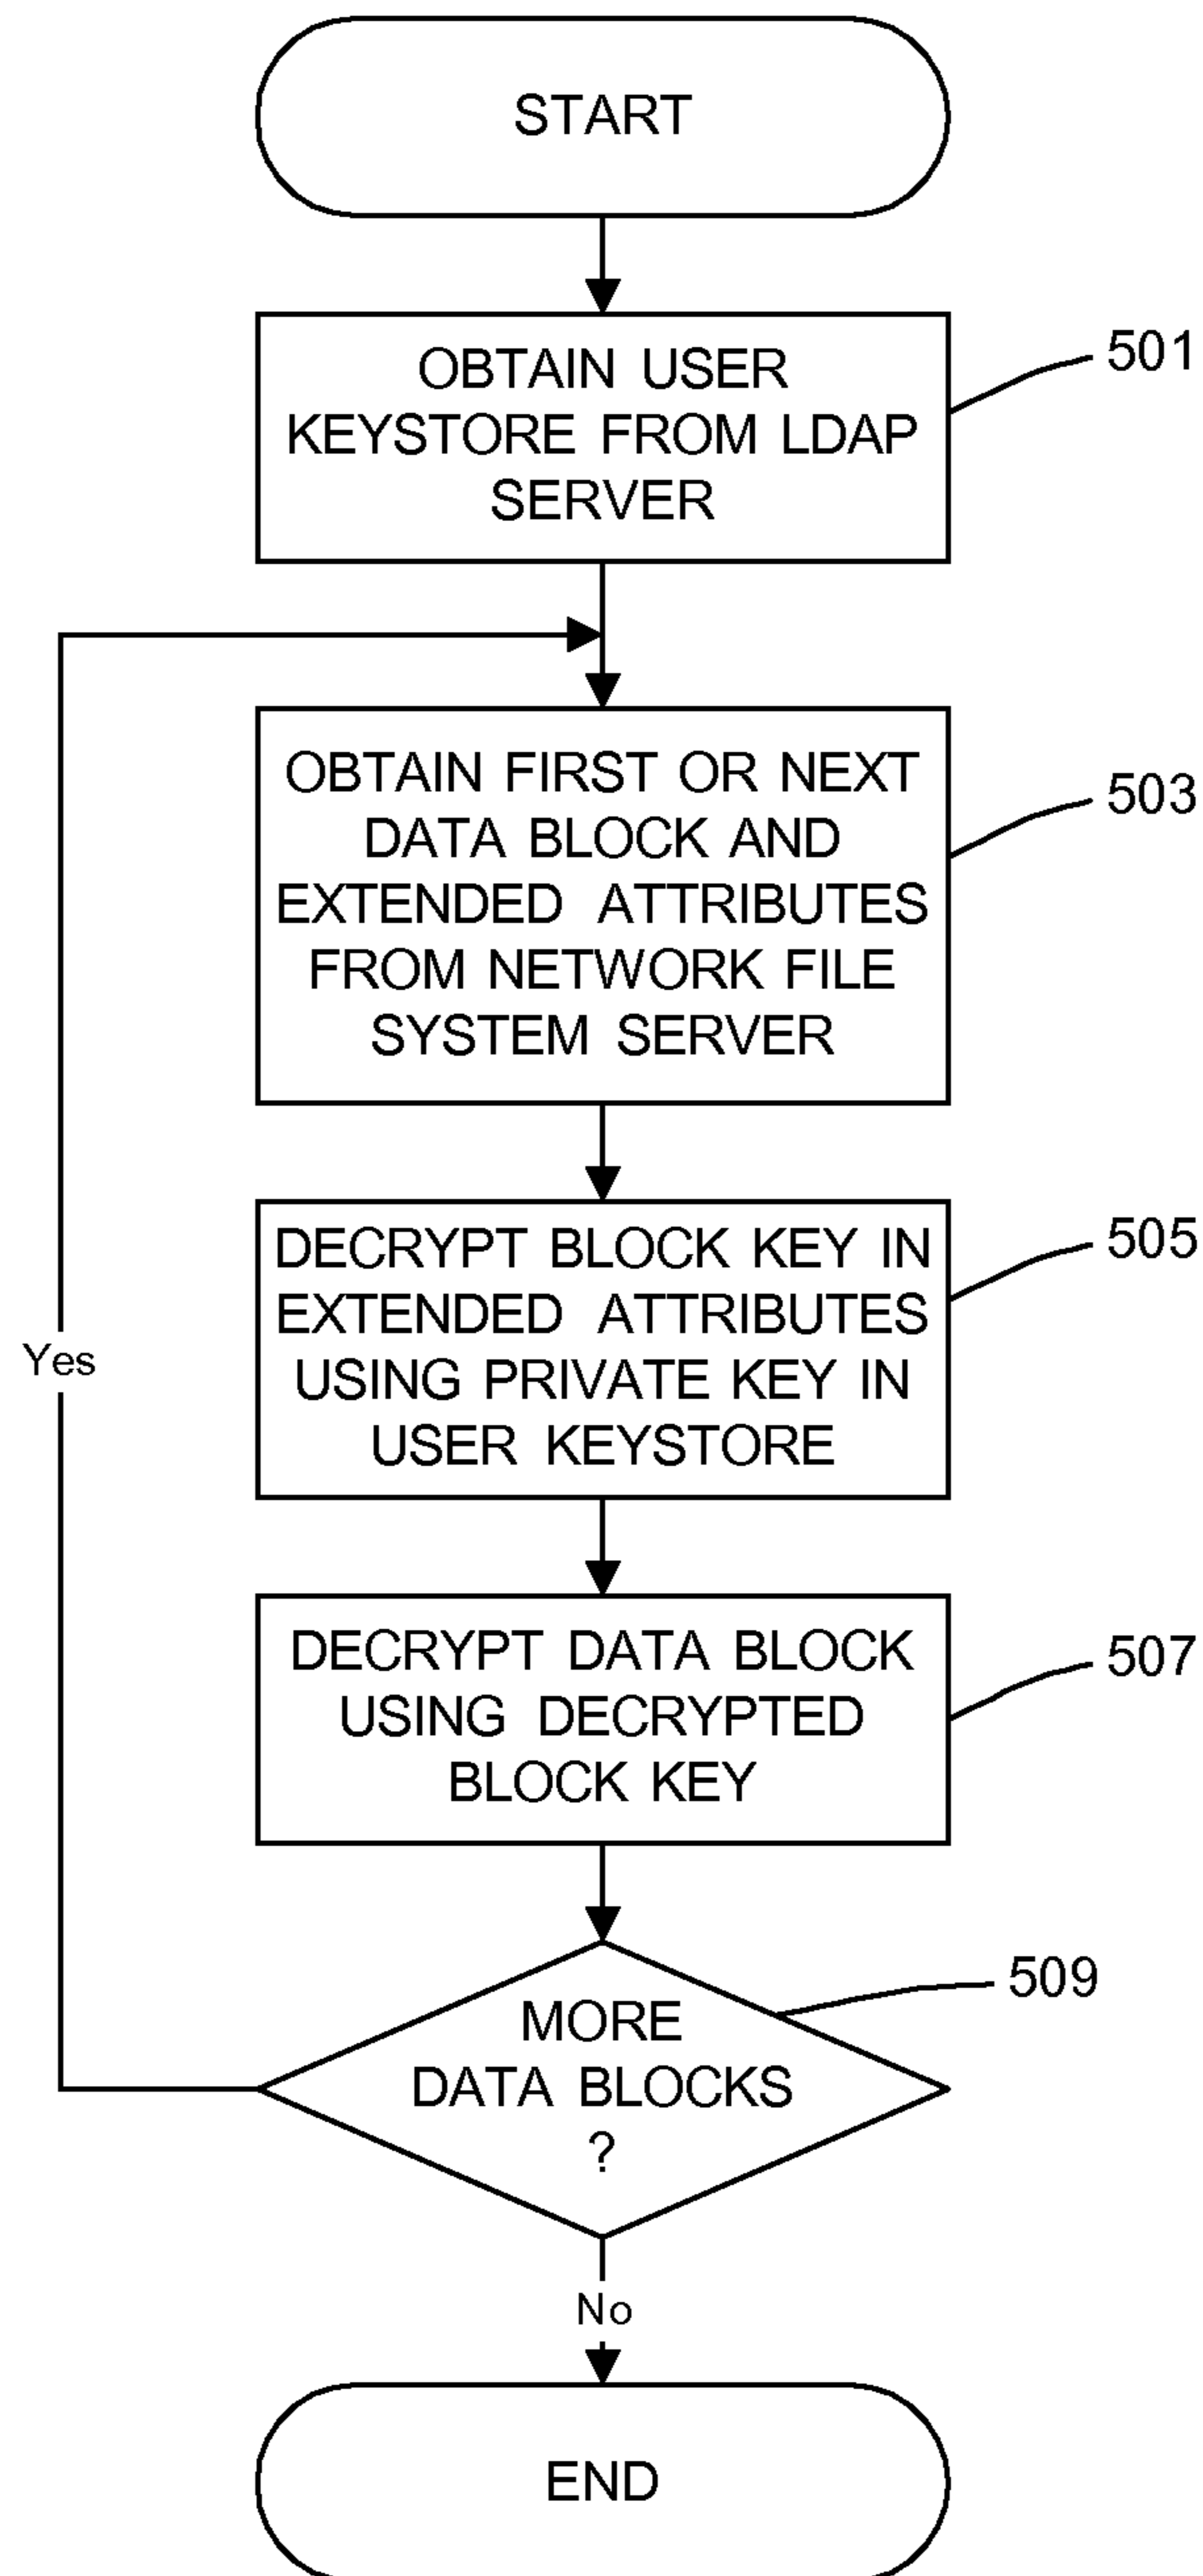 START
OBTAIN USER
KEYSTORE FROM LDAP
SERVER
501
OBTAIN FIRST OR NEXT
DATA BLOCK AND
EXTENDED ATTRIBUTES
FROM NETWORK FILE
SYSTEM SERVER
503
DECRYPT BLOCK KEY IN
EXTENDED ATTRIBUTES
USING PRIVATE KEY IN
USER KEYSTORE
505
Yes
DECRYPT DATA BLOCK
USING DECRYPTED
BLOCK KEY
507
MORE
DATA BLOCKS
?
509
No
END